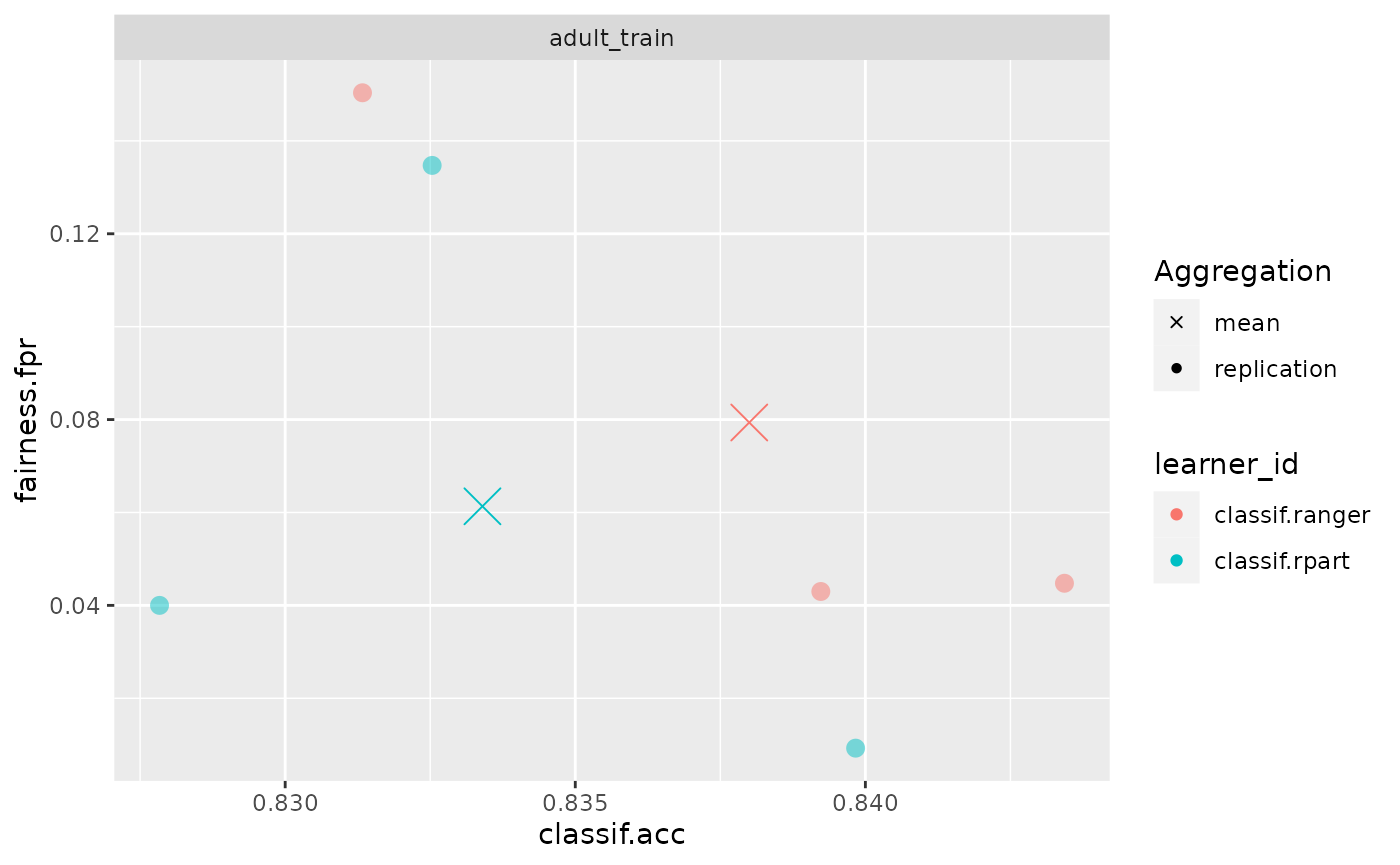 adult_train
fairness.fpr
0.12
0.08
0.04
0.830
0.835
0.840
classif.acc
Aggregation
mean
replication
learner_id
classif.ranger
classif.rpart